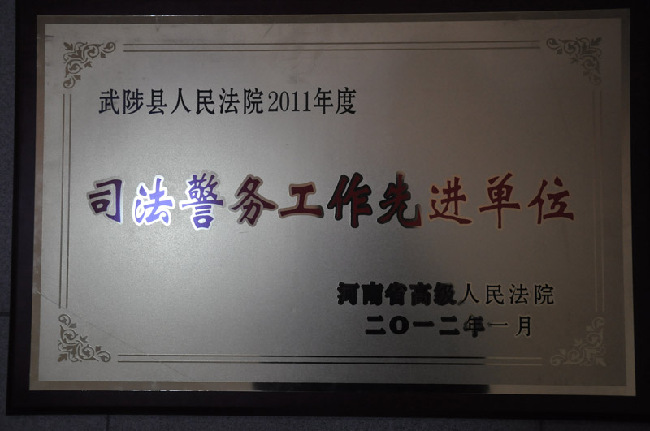 武陟县人民法院2011年度
司法警务工作先进单位
河南省高级人民法院
二〇一二年一月